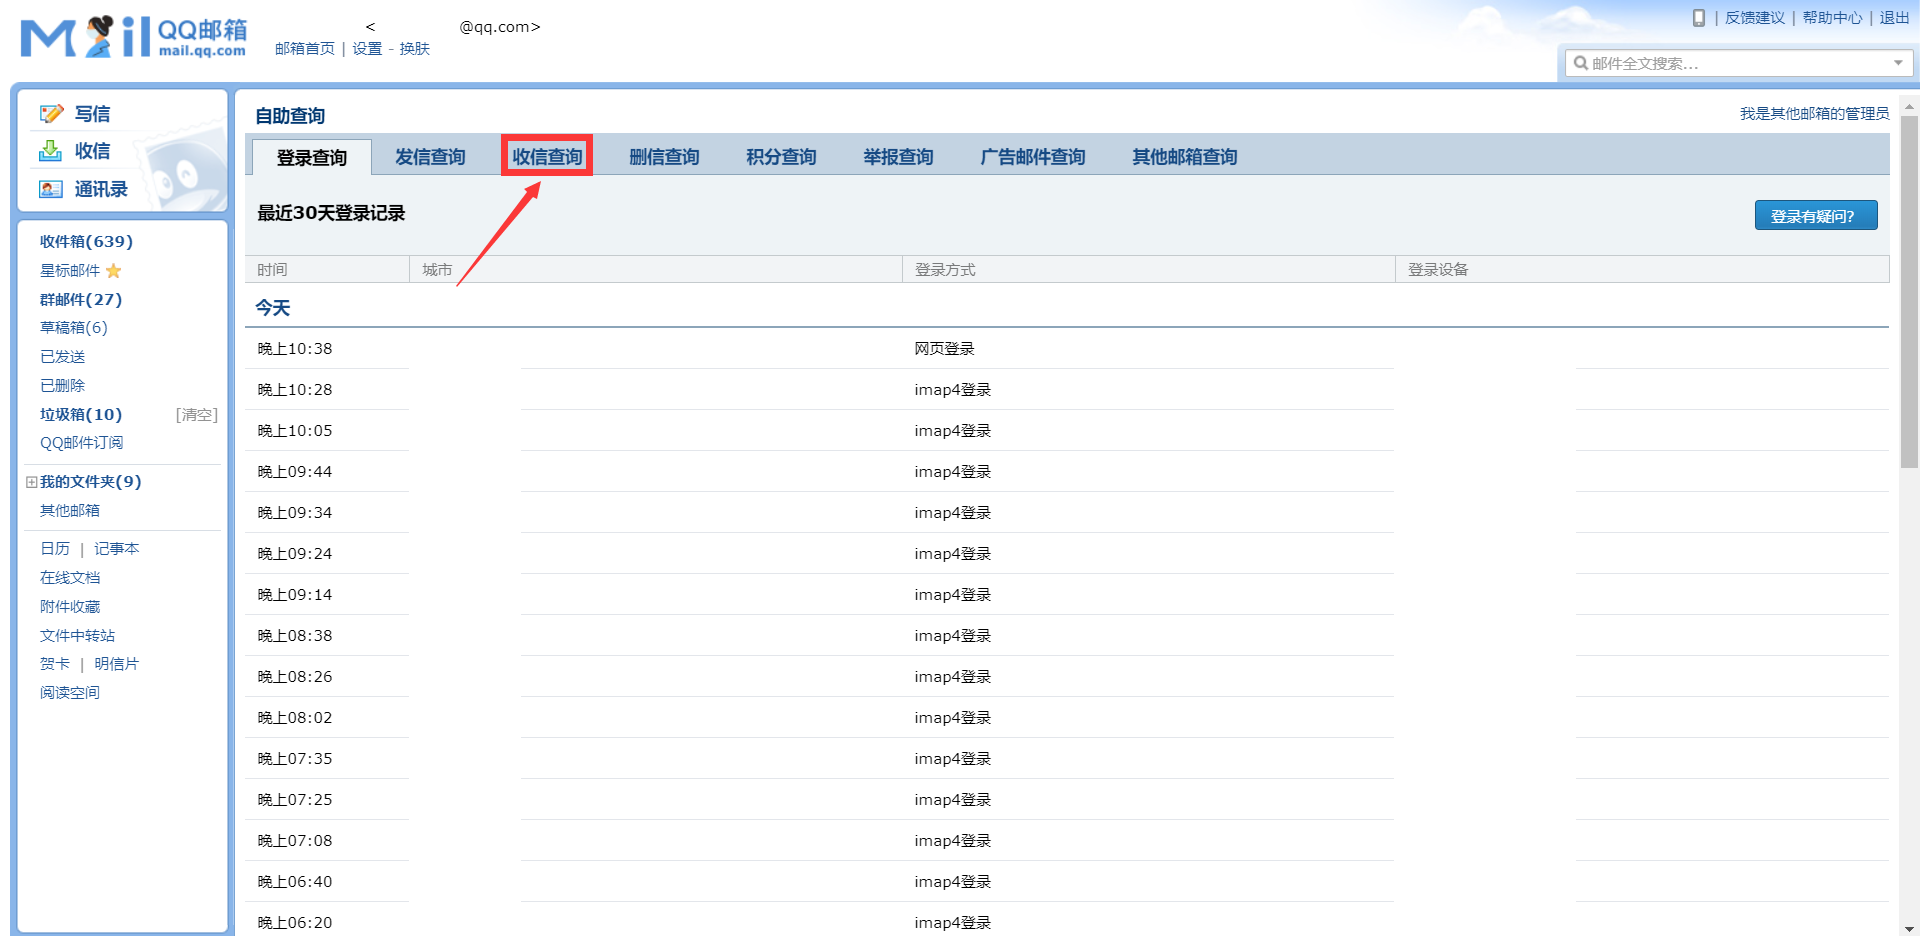 Mail QQ邮箱
mail.qq.com
< @qq.com>
邮箱首页 | 设置 - 换肤
| 反馈建议 | 帮助中心 | 退出
邮件全文搜索...
写信
收信
通讯录
收件箱(639)
星标邮件
群邮件(27)
草稿箱(6)
已发送
已删除
垃圾箱(10) [清空]
QQ邮件订阅
我的文件夹(9)
其他邮箱
日历 | 记事本
在线文档
附件收藏
文件中转站
贺卡 | 明信片
阅读空间
自助查询
我是其他邮箱的管理员
登录查询 发信查询 收信查询 删信查询 积分查询 举报查询 广告邮件查询 其他邮箱查询
最近30天登录记录
登录有疑问?
时间 城市 登录方式 登录设备
今天
晚上10:38 网页登录
晚上10:28 imap4登录
晚上10:05 imap4登录
晚上09:44 imap4登录
晚上09:34 imap4登录
晚上09:24 imap4登录
晚上09:14 imap4登录
晚上08:38 imap4登录
晚上08:26 imap4登录
晚上08:02 imap4登录
晚上07:35 imap4登录
晚上07:25 imap4登录
晚上07:08 imap4登录
晚上06:40 imap4登录
晚上06:20 imap4登录